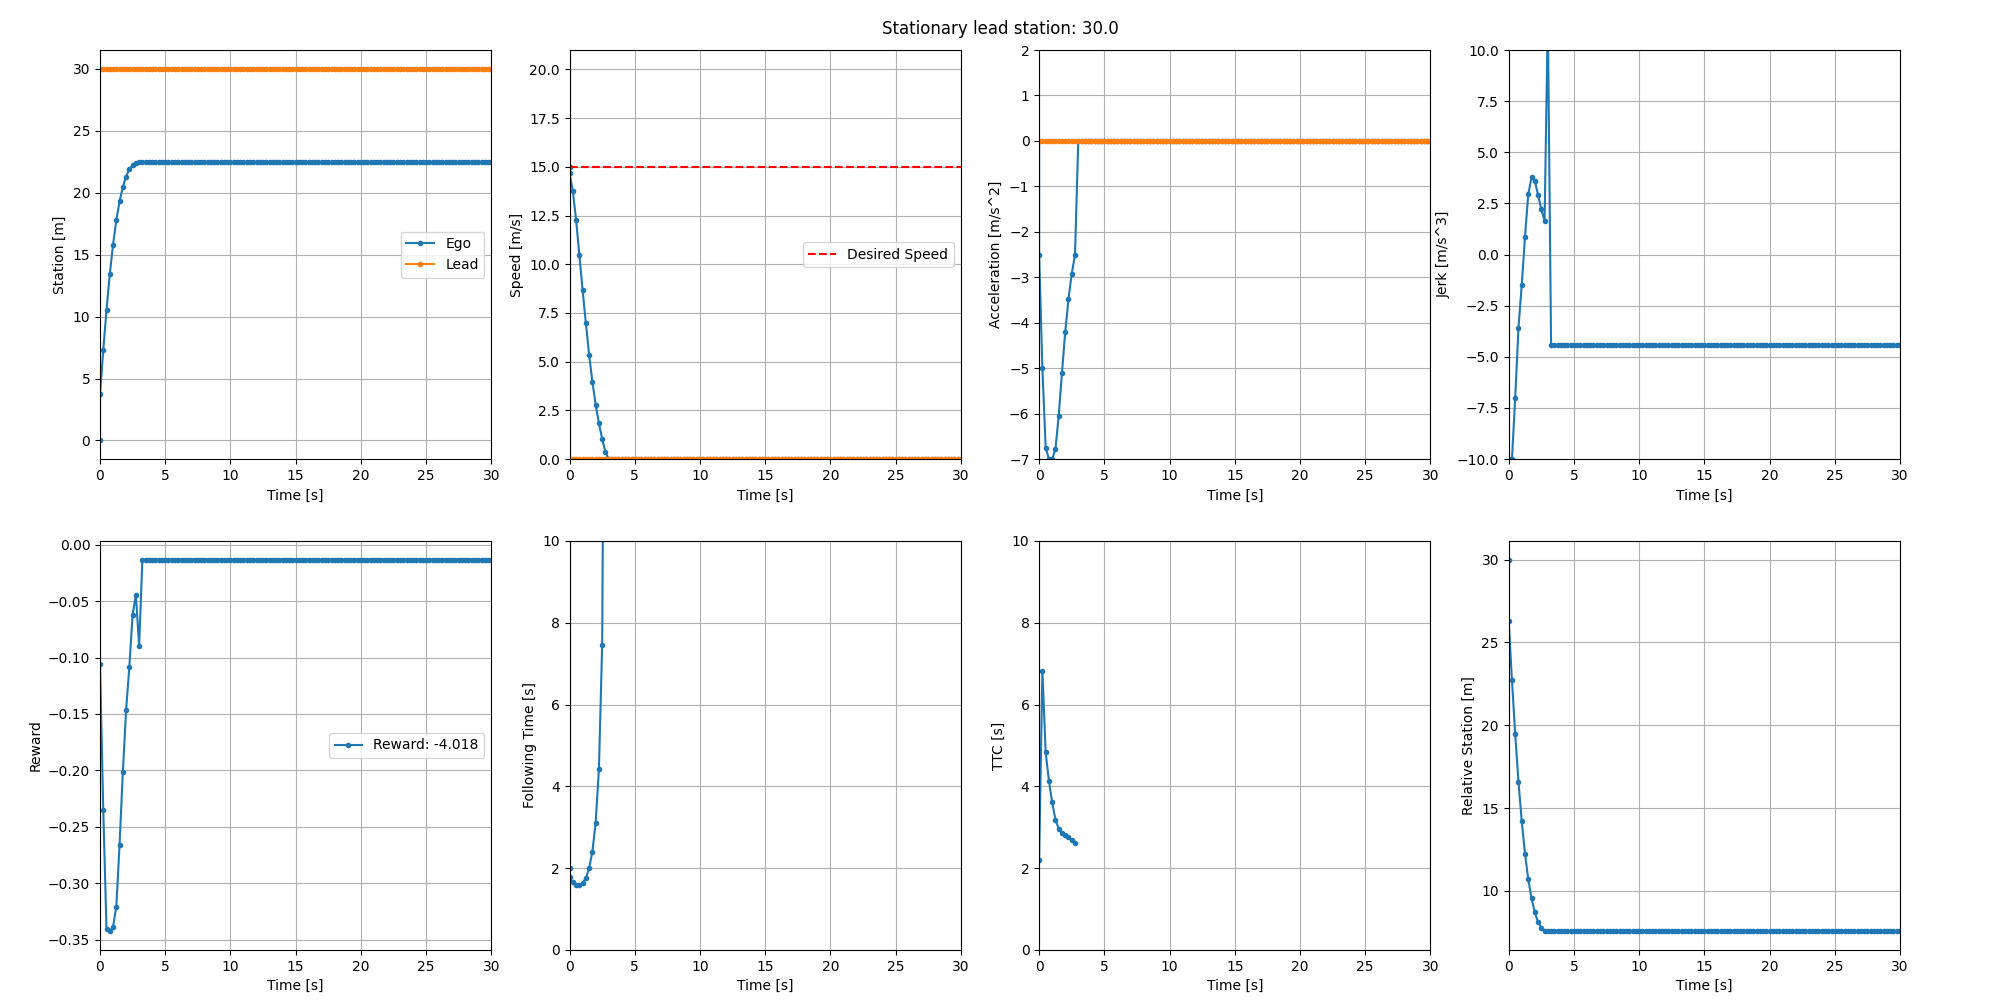 Stationary lead station: 30.0
Station [m]
30
25
20
15
10
5
0
Ego
Lead
0 5 10 15 20 25 30
Time [s]
Speed [m/s]
20.0
17.5
15.0
12.5
10.0
7.5
5.0
2.5
0.0
Desired Speed
0 5 10 15 20 25 30
Time [s]
Acceleration [m/s^2]
2
1
0
−1
−2
−3
−4
−5
−6
−7
0 5 10 15 20 25 30
Time [s]
Jerk [m/s^3]
10.0
7.5
5.0
2.5
0.0
−2.5
−5.0
−7.5
−10.0
0 5 10 15 20 25 30
Time [s]
Reward
0.00
−0.05
−0.10
−0.15
−0.20
−0.25
−0.30
−0.35
Reward: -4.018
0 5 10 15 20 25 30
Time [s]
Following Time [s]
10
8
6
4
2
0
0 5 10 15 20 25 30
Time [s]
TTC [s]
10
8
6
4
2
0
0 5 10 15 20 25 30
Time [s]
Relative Station [m]
30
25
20
15
10
0 5 10 15 20 25 30
Time [s]